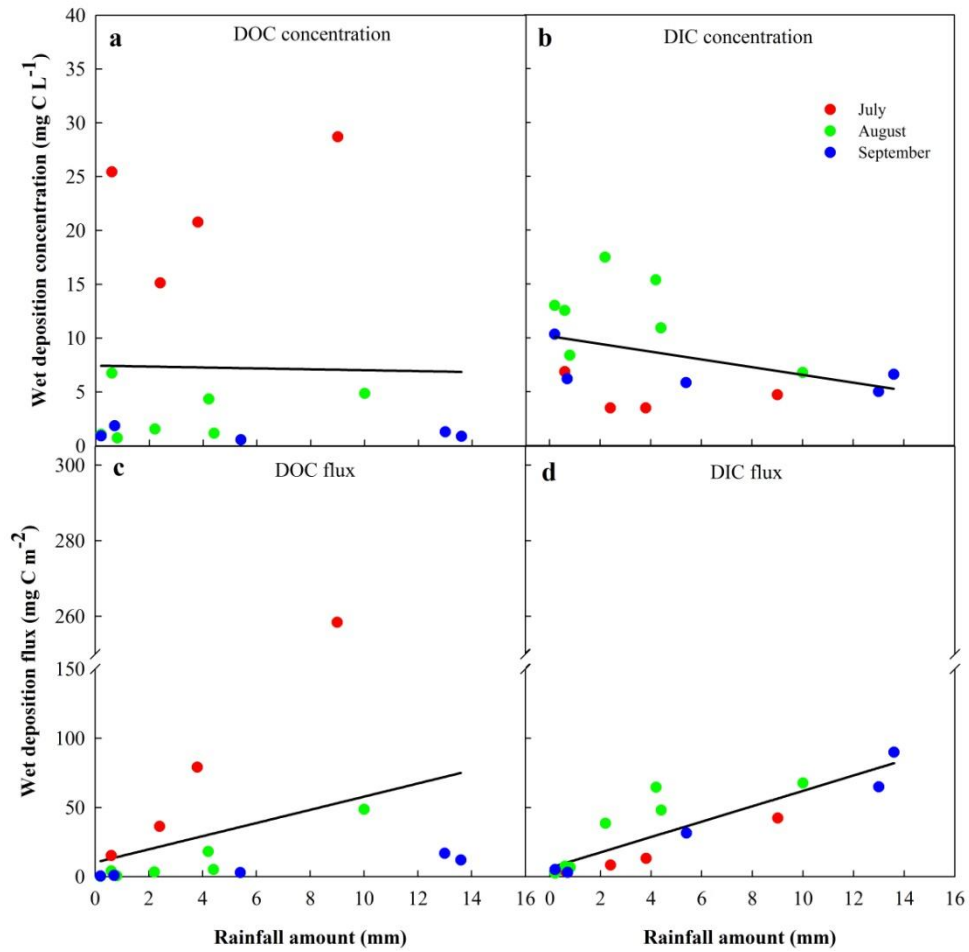 a
DOC concentration
b
DIC concentration
Wet deposition concentration (mg C L-1)
40
35
30
25
20
15
10
5
0
July
August
September
c
DOC flux
d
DIC flux
Wet deposition flux (mg C m-2)
300
280
260
150
100
50
0
0 2 4 6 8 10 12 14 16
0 2 4 6 8 10 12 14 16
Rainfall amount (mm)
Rainfall amount (mm)